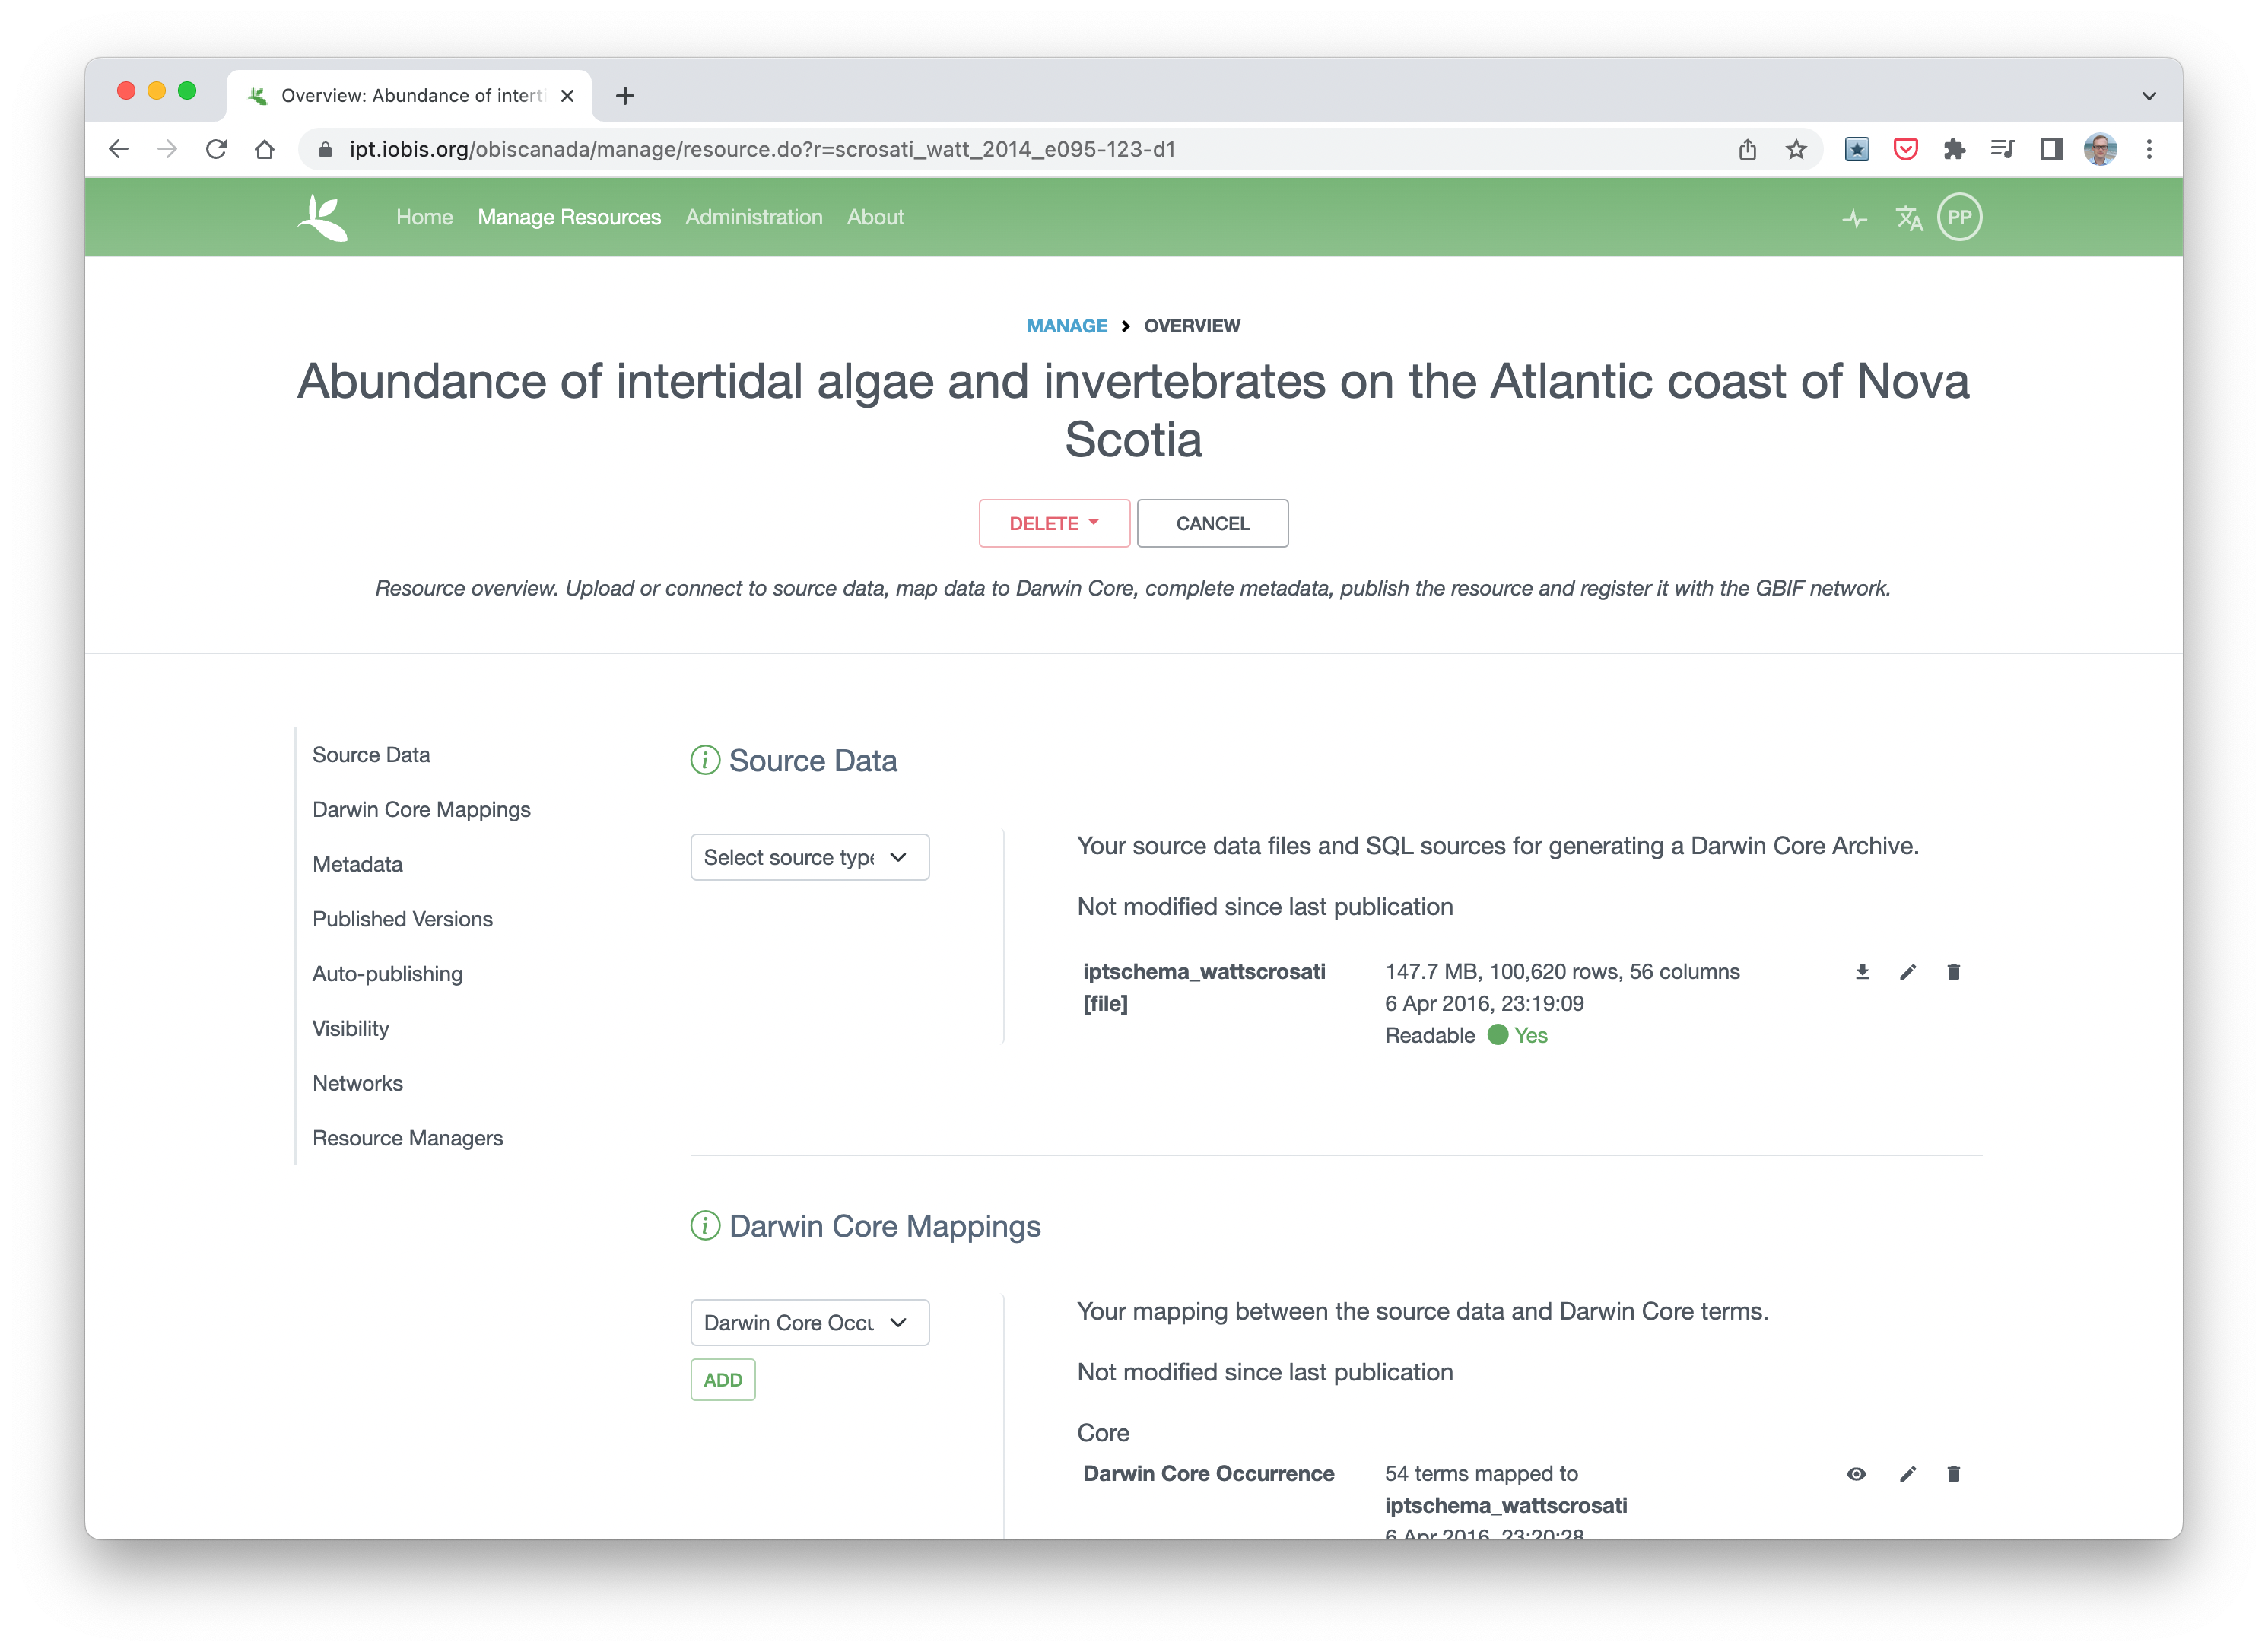 Overview: Abundance of interti
ipt.iobis.org/obiscanada/manage/resource.do?r=scrosati_watt_2014_e095-123-d1
Home Manage Resources Administration About PP
MANAGE > OVERVIEW
Abundance of intertidal algae and invertebrates on the Atlantic coast of Nova
Scotia
DELETE CANCEL
Resource overview. Upload or connect to source data, map data to Darwin Core, complete metadata, publish the resource and register it with the GBIF network.
Source Data
Darwin Core Mappings
Metadata
Published Versions
Auto-publishing
Visibility
Networks
Resource Managers
Source Data
Select source type
Your source data files and SQL sources for generating a Darwin Core Archive.
Not modified since last publication
iptschema_wattscrosati 147.7 MB, 100,620 rows, 56 columns
[file] 6 Apr 2016, 23:19:09
Readable Yes
Darwin Core Mappings
Darwin Core Occu
ADD
Your mapping between the source data and Darwin Core terms.
Not modified since last publication
Core
Darwin Core Occurrence 54 terms mapped to
iptschema_wattscrosati
6 Apr 2016, 23:20:28